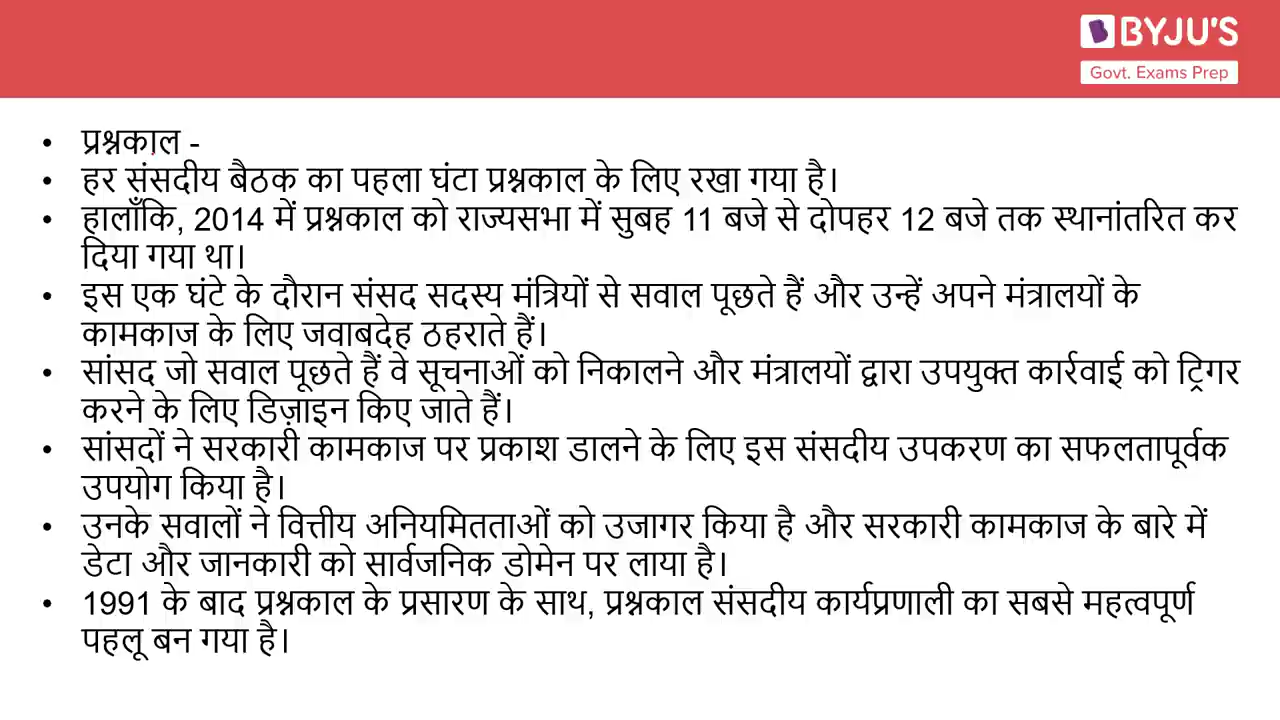 BYJU'S
Govt. Exams Prep
• प्रश्नकाल -
• हर संसदीय बैठक का पहला घंटा प्रश्नकाल के लिए रखा गया है।
• हालाँकि, 2014 में प्रश्नकाल को राज्यसभा में सुबह 11 बजे से दोपहर 12 बजे तक स्थानांतरित कर
दिया गया था।
• इस एक घंटे के दौरान संसद सदस्य मंत्रियों से सवाल पूछते हैं और उन्हें अपने मंत्रालयों के
कामकाज के लिए जवाबदेह ठहराते हैं।
• सांसद जो सवाल पूछते हैं वे सूचनाओं को निकालने और मंत्रालयों द्वारा उपयुक्त कार्रवाई को ट्रिगर
करने के लिए डिज़ाइन किए जाते हैं।
• सांसदों ने सरकारी कामकाज पर प्रकाश डालने के लिए इस संसदीय उपकरण का सफलतापूर्वक
उपयोग किया है।
• उनके सवालों ने वित्तीय अनियमितताओं को उजागर किया है और सरकारी कामकाज के बारे में
डेटा और जानकारी को सार्वजनिक डोमेन पर लाया है।
• 1991 के बाद प्रश्नकाल के प्रसारण के साथ, प्रश्नकाल संसदीय कार्यप्रणाली का सबसे महत्वपूर्ण
पहलू बन गया है।